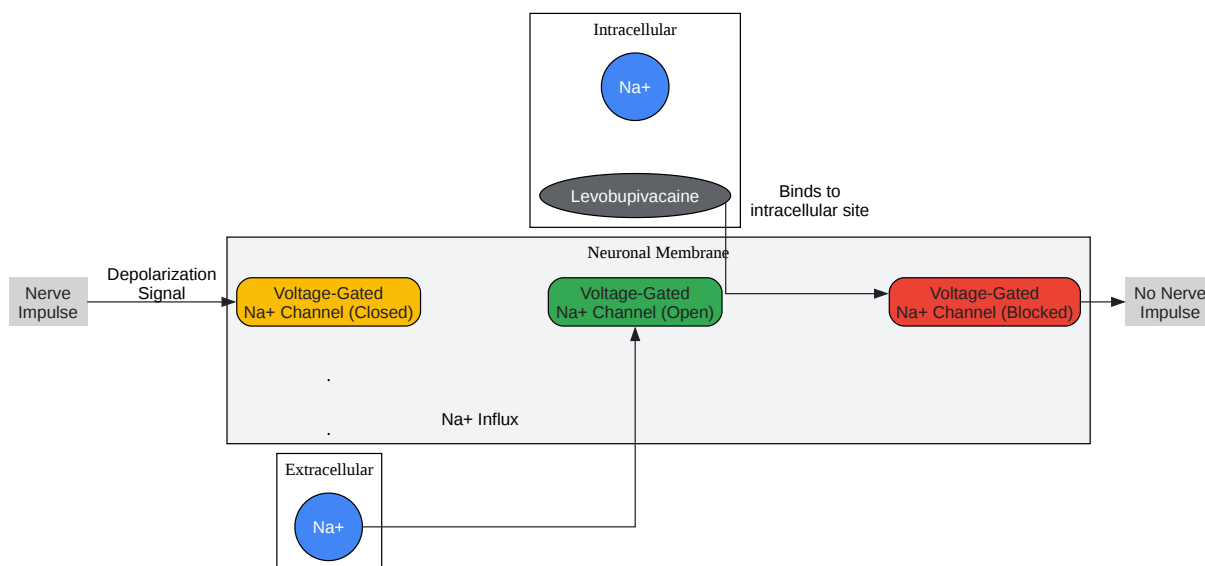 Intracellular
Na+
Levobupivacaine
Binds to
intracellular site
Neuronal Membrane
Nerve
Impulse
Depolarization
Signal
Voltage-Gated
Na+ Channel (Closed)
Voltage-Gated
Na+ Channel (Open)
Voltage-Gated
Na+ Channel (Blocked)
No Nerve
Impulse
.
Na+ Influx
.
Extracellular
Na+